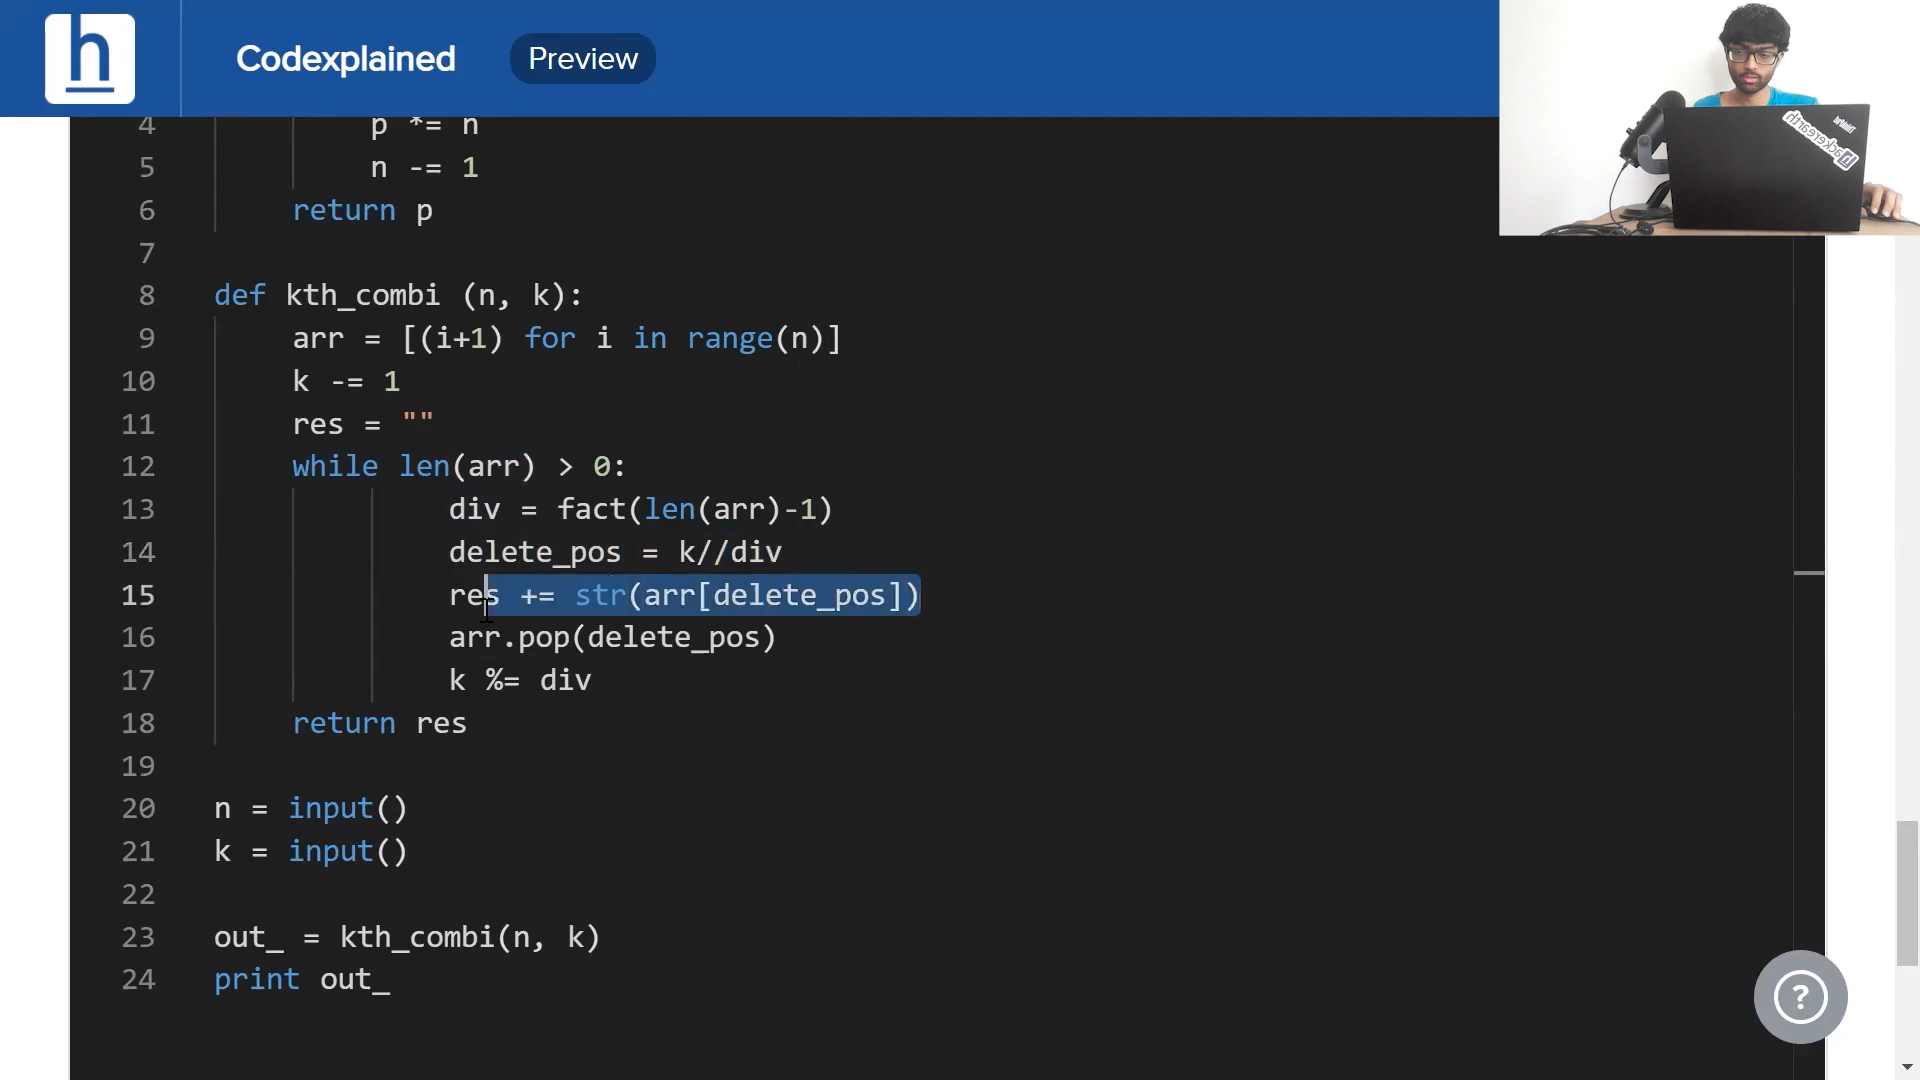 h
Codexplained
Preview
hackerearth
ThinkPad
4 p *= n
5 n -= 1
6 return p
7
8 def kth_combi (n, k):
9 arr = [(i+1) for i in range(n)]
10 k -= 1
11 res = ""
12 while len(arr) > 0:
13 div = fact(len(arr)-1)
14 delete_pos = k//div
15 res += str(arr[delete_pos])
16 arr.pop(delete_pos)
17 k %= div
18 return res
19
20 n = input()
21 k = input()
22
23 out_ = kth_combi(n, k)
24 print out_
?